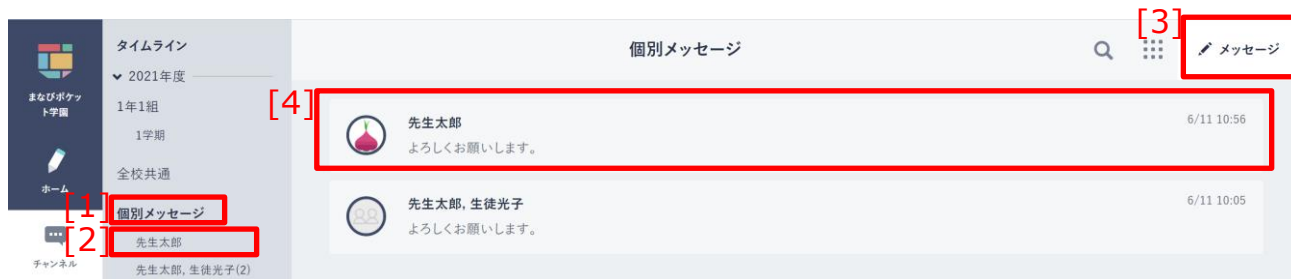 まなびポケッ
ト学園
ホーム
チャンネル
タイムライン
2021年度
1年1組
1学期
全校共通
[1]
個別メッセージ
[2]
先生太郎
先生太郎, 生徒光子(2)
個別メッセージ
[3]
メッセージ
[4]
先生太郎
6/11 10:56
よろしくお願いします。
先生太郎, 生徒光子
6/11 10:05
よろしくお願いします。